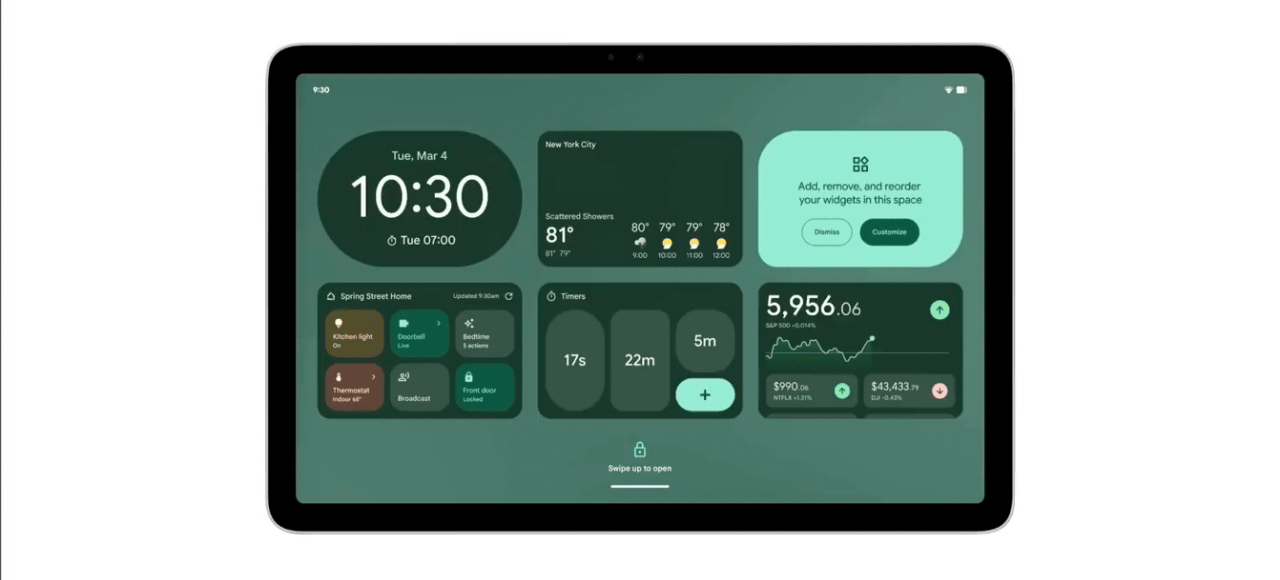 9:30
Tue, Mar 4
10:30
Tue 07:00
New York City
Scattered Showers
81°
81° 79°
80° 79° 79° 78°
9:00 10:00 11:00 12:00
Add, remove, and reorder
your widgets in this space
Dismiss Customize
Spring Street Home Updated 9:30am
Kitchen light
On
Doorbell
Live
Bedtime
5 actions
Thermostat
Indoor 68°
Broadcast
Front door
Locked
Timers
17s
22m
5m
+
5,956.06
S&P 500 +0.014%
$990.06
NTFLX +1.21%
$43,433.79
DJI -0.43%
Swipe up to open